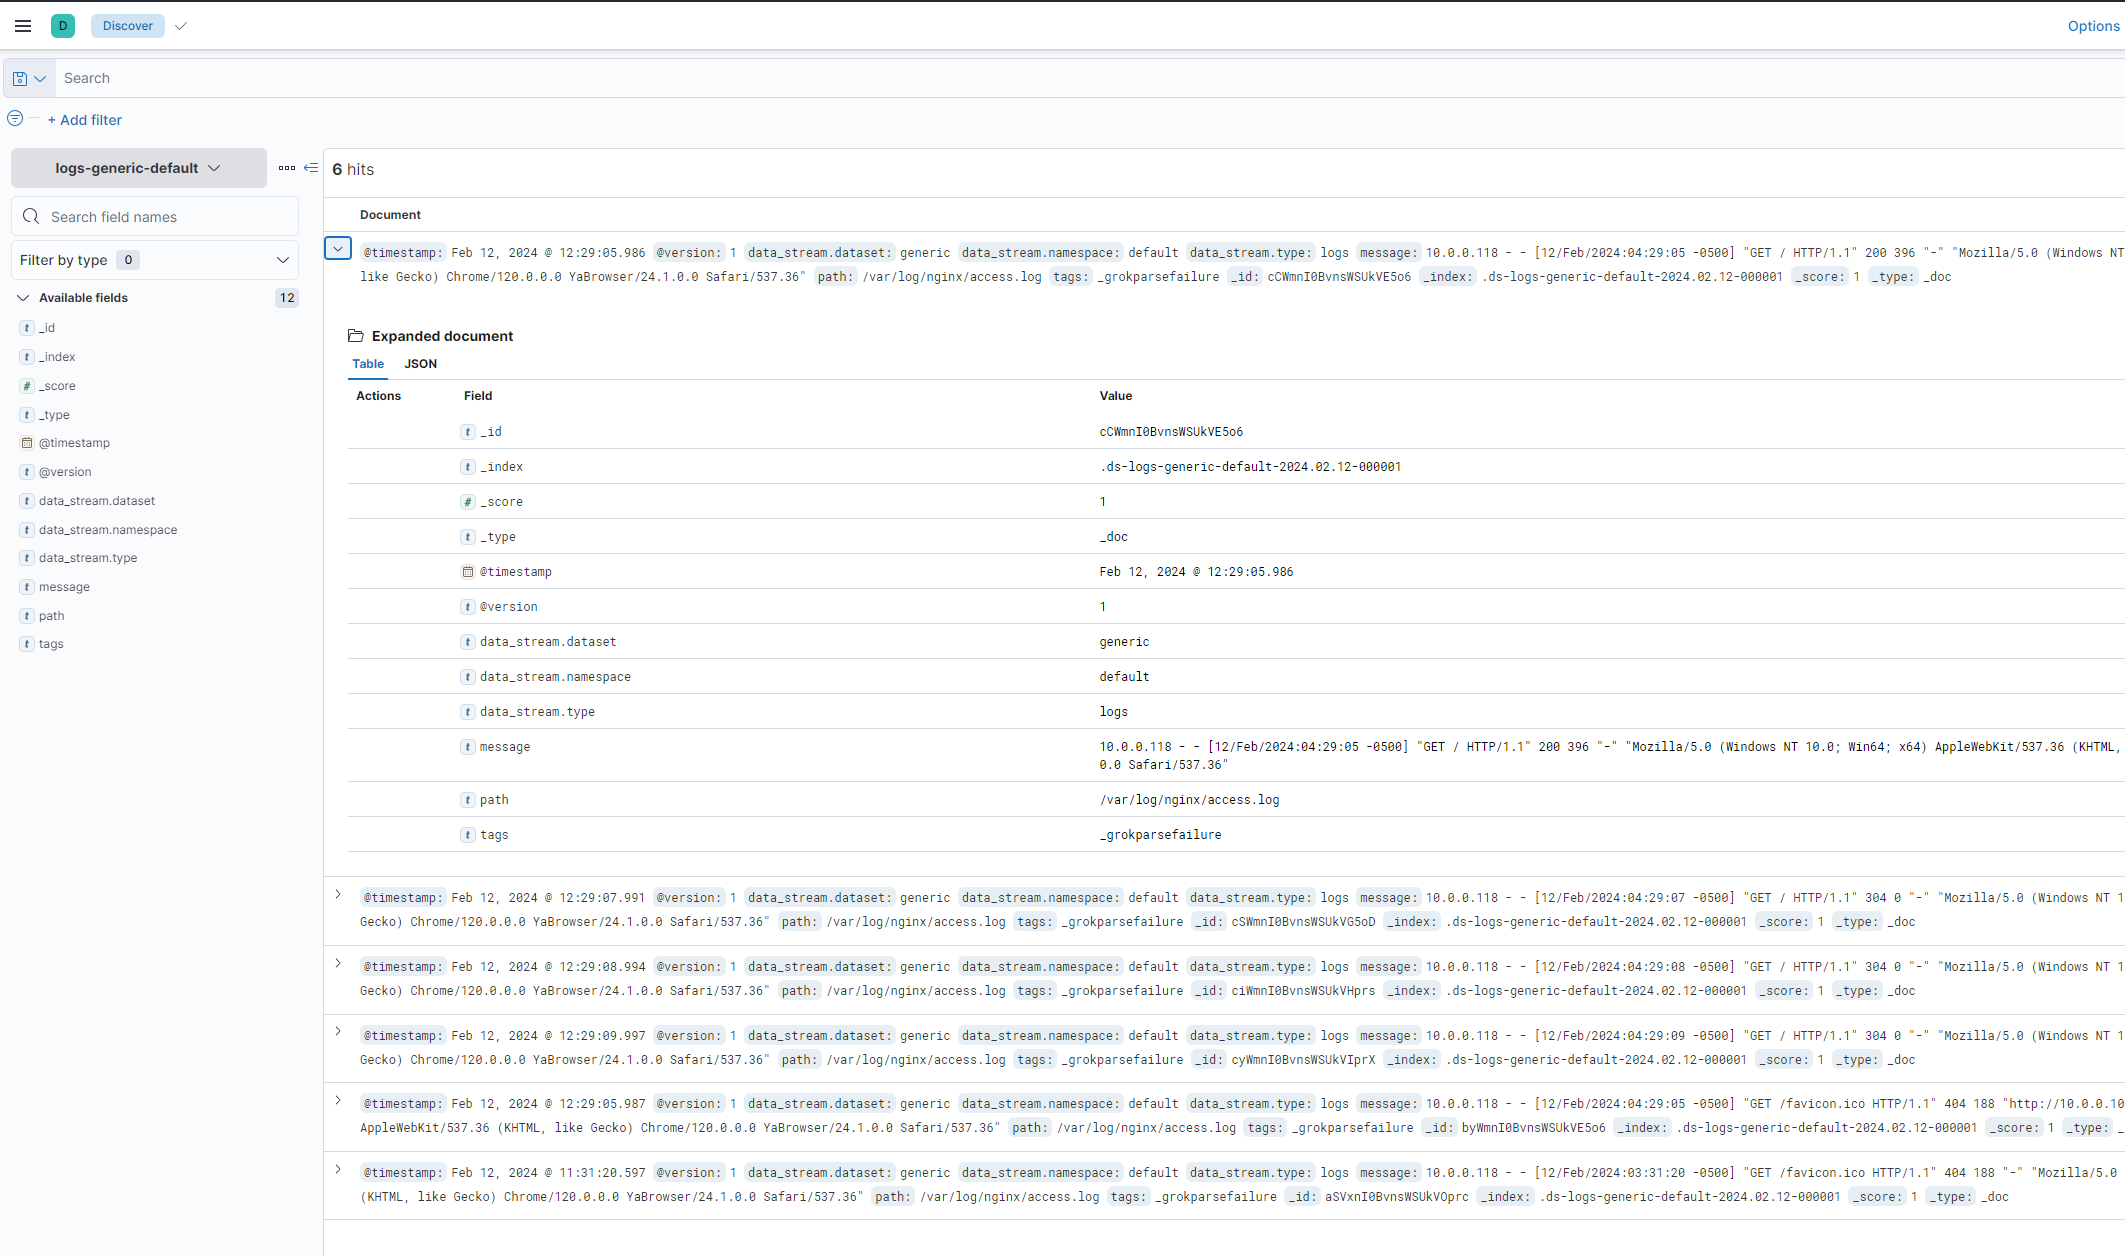 D Discover Options
Search
+ Add filter
logs-generic-default
Search field names
Filter by type 0
Available fields 12
t _id
t _index
# _score
t _type
@timestamp
t @version
t data_stream.dataset
t data_stream.namespace
t data_stream.type
t message
t path
t tags
6 hits
Document
@timestamp: Feb 12, 2024 @ 12:29:05.986 @version: 1 data_stream.dataset: generic data_stream.namespace: default data_stream.type: logs message: 10.0.0.118 - - [12/Feb/2024:04:29:05 -0500] "GET / HTTP/1.1" 200 396 "-" "Mozilla/5.0 (Windows NT
like Gecko) Chrome/120.0.0.0 YaBrowser/24.1.0.0 Safari/537.36" path: /var/log/nginx/access.log tags: _grokparsefailure _id: cCWmnI0BvnsWSUkVE5o6 _index: .ds-logs-generic-default-2024.02.12-000001 _score: 1 _type: _doc
Expanded document
Table JSON
Actions Field Value
t _id cCWmnI0BvnsWSUkVE5o6
t _index .ds-logs-generic-default-2024.02.12-000001
# _score 1
t _type _doc
@timestamp Feb 12, 2024 @ 12:29:05.986
t @version 1
t data_stream.dataset generic
t data_stream.namespace default
t data_stream.type logs
t message 10.0.0.118 - - [12/Feb/2024:04:29:05 -0500] "GET / HTTP/1.1" 200 396 "-" "Mozilla/5.0 (Windows NT 10.0; Win64; x64) AppleWebKit/537.36 (KHTML,
0.0 Safari/537.36"
t path /var/log/nginx/access.log
t tags _grokparsefailure
@timestamp: Feb 12, 2024 @ 12:29:07.991 @version: 1 data_stream.dataset: generic data_stream.namespace: default data_stream.type: logs message: 10.0.0.118 - - [12/Feb/2024:04:29:07 -0500] "GET / HTTP/1.1" 304 0 "-" "Mozilla/5.0 (Windows NT 1
Gecko) Chrome/120.0.0.0 YaBrowser/24.1.0.0 Safari/537.36" path: /var/log/nginx/access.log tags: _grokparsefailure _id: cSWmnI0BvnsWSUkVG5oD _index: .ds-logs-generic-default-2024.02.12-000001 _score: 1 _type: _doc
@timestamp: Feb 12, 2024 @ 12:29:08.994 @version: 1 data_stream.dataset: generic data_stream.namespace: default data_stream.type: logs message: 10.0.0.118 - - [12/Feb/2024:04:29:08 -0500] "GET / HTTP/1.1" 304 0 "-" "Mozilla/5.0 (Windows NT 1
Gecko) Chrome/120.0.0.0 YaBrowser/24.1.0.0 Safari/537.36" path: /var/log/nginx/access.log tags: _grokparsefailure _id: ciWmnI0BvnsWSUkVHprs _index: .ds-logs-generic-default-2024.02.12-000001 _score: 1 _type: _doc
@timestamp: Feb 12, 2024 @ 12:29:09.997 @version: 1 data_stream.dataset: generic data_stream.namespace: default data_stream.type: logs message: 10.0.0.118 - - [12/Feb/2024:04:29:09 -0500] "GET / HTTP/1.1" 304 0 "-" "Mozilla/5.0 (Windows NT 1
Gecko) Chrome/120.0.0.0 YaBrowser/24.1.0.0 Safari/537.36" path: /var/log/nginx/access.log tags: _grokparsefailure _id: cyWmnI0BvnsWSUkVIprX _index: .ds-logs-generic-default-2024.02.12-000001 _score: 1 _type: _doc
@timestamp: Feb 12, 2024 @ 12:29:05.987 @version: 1 data_stream.dataset: generic data_stream.namespace: default data_stream.type: logs message: 10.0.0.118 - - [12/Feb/2024:04:29:05 -0500] "GET /favicon.ico HTTP/1.1" 404 188 "http://10.0.0.10
AppleWebKit/537.36 (KHTML, like Gecko) Chrome/120.0.0.0 YaBrowser/24.1.0.0 Safari/537.36" path: /var/log/nginx/access.log tags: _grokparsefailure _id: byWmnI0BvnsWSUkVE5o6 _index: .ds-logs-generic-default-2024.02.12-000001 _score: 1 _type: _
@timestamp: Feb 12, 2024 @ 11:31:20.597 @version: 1 data_stream.dataset: generic data_stream.namespace: default data_stream.type: logs message: 10.0.0.118 - - [12/Feb/2024:03:31:20 -0500] "GET /favicon.ico HTTP/1.1" 404 188 "-" "Mozilla/5.0
(KHTML, like Gecko) Chrome/120.0.0.0 YaBrowser/24.1.0.0 Safari/537.36" path: /var/log/nginx/access.log tags: _grokparsefailure _id: aSVxnI0BvnsWSUkVOprc _index: .ds-logs-generic-default-2024.02.12-000001 _score: 1 _type: _doc